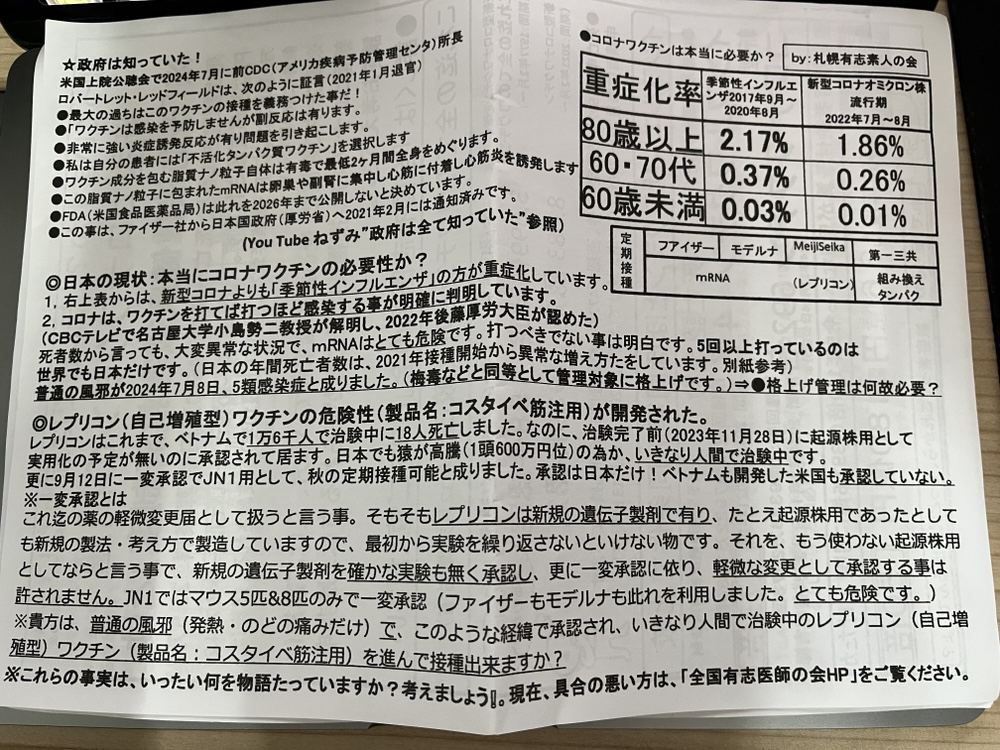 ☆政府は知っていた！
米国上院公聴会で2024年7月に前CDC（アメリカ疾病予防管理センタ）所長
ロバートレット・レッドフィールドは、次のように証言（2021年1月退官）
●最大の過ちはこのワクチンの接種を義務つけた事だ！
●「ワクチンは感染を予防しませんが副反応は有ります。
●非常に強い炎症誘発反応が有り問題を引き起こします。
●私は自分の患者には「不活化タンパク質ワクチン」を選択します
●ワクチン成分を包む脂質ナノ粒子自体は有毒で最低2ヶ月間全身をめぐります。
●この脂質ナノ粒子に包まれたmRNAは卵巣や副腎に集中し心筋に付着し心筋炎を誘発します
●FDA（米国食品医薬品局）は此れを2026年まで公開しないと決めています。
●この事は、ファイザー社から日本国政府（厚労省）へ2021年2月には通知済みです。
（You Tube ねずみ”政府は全て知っていた”参照）
●コロナワクチンは本当に必要か？
by：札幌有志素人の会
重症化率 季節性インフルエンザ2017年9月～2020年8月 新型コロナオミクロン株流行期2022年7月～8月
80歳以上 2.17% 1.86%
60・70代 0.37% 0.26%
60歳未満 0.03% 0.01%
定期接種 ファイザー モデルナ MeijiSeika 第一三共
mRNA （レプリコン） 組み換えタンパク
◎日本の現状：本当にコロナワクチンの必要性か？
1，右上表からは、新型コロナよりも「季節性インフルエンザ」の方が重症化しています。
2，コロナは、ワクチンを打てば打つほど感染する事が明確に判明しています。
（CBCテレビで名古屋大学小島勢二教授が解明し、2022年後藤厚労大臣が認めた）
死者数から言っても、大変異常な状況で、mRNAはとても危険です。打つべきでない事は明白です。5回以上打っているのは
世界でも日本だけです。（日本の年間死亡者数は、2021年接種開始から異常な増え方をしています。別紙参考）
普通の風邪が2024年7月8日、5類感染症と成りました。（梅毒などと同等として管理対象に格上げです。）⇒●格上げ管理は何故必要？
◎レプリコン（自己増殖型）ワクチンの危険性（製品名：コスタイベ筋注用）が開発された。
レプリコンはこれまで、ベトナムで1万6千人で治験中に18人死亡しました。なのに、治験完了前（2023年11月28日）に起源株用として
実用化の予定が無いのに承認されて居ます。日本でも猿が高騰（1頭600万円位）の為か、いきなり人間で治験中です。
更に9月12日に一変承認でJN1用として、秋の定期接種可能と成りました。承認は日本だけ！ベトナムも開発した米国も承認していない。
※一変承認とは
これ迄の薬の軽微変更届として扱うと言う事。そもそもレプリコンは新規の遺伝子製剤で有り、たとえ起源株用であったとして
も新規の製法・考え方で製造していますので、最初から実験を繰り返さないといけない物です。それを、もう使わない起源株用
としてならと言う事で、新規の遺伝子製剤を確かな実験も無く承認し、更に一変承認に依り、軽微な変更として承認する事は
許されません。JN1ではマウス5匹&8匹のみで一変承認（ファイザーもモデルナも此れを利用しました。とても危険です。）
※貴方は、普通の風邪（発熱・のどの痛みだけ）で、このような経緯で承認され、いきなり人間で治験中のレプリコン（自己増
殖型）ワクチン（製品名：コスタイベ筋注用）を進んで接種出来ますか？
※これらの事実は、いったい何を物語たっていますか？考えましょう！。現在、具合の悪い方は、「全国有志医師の会HP」をご覧ください。